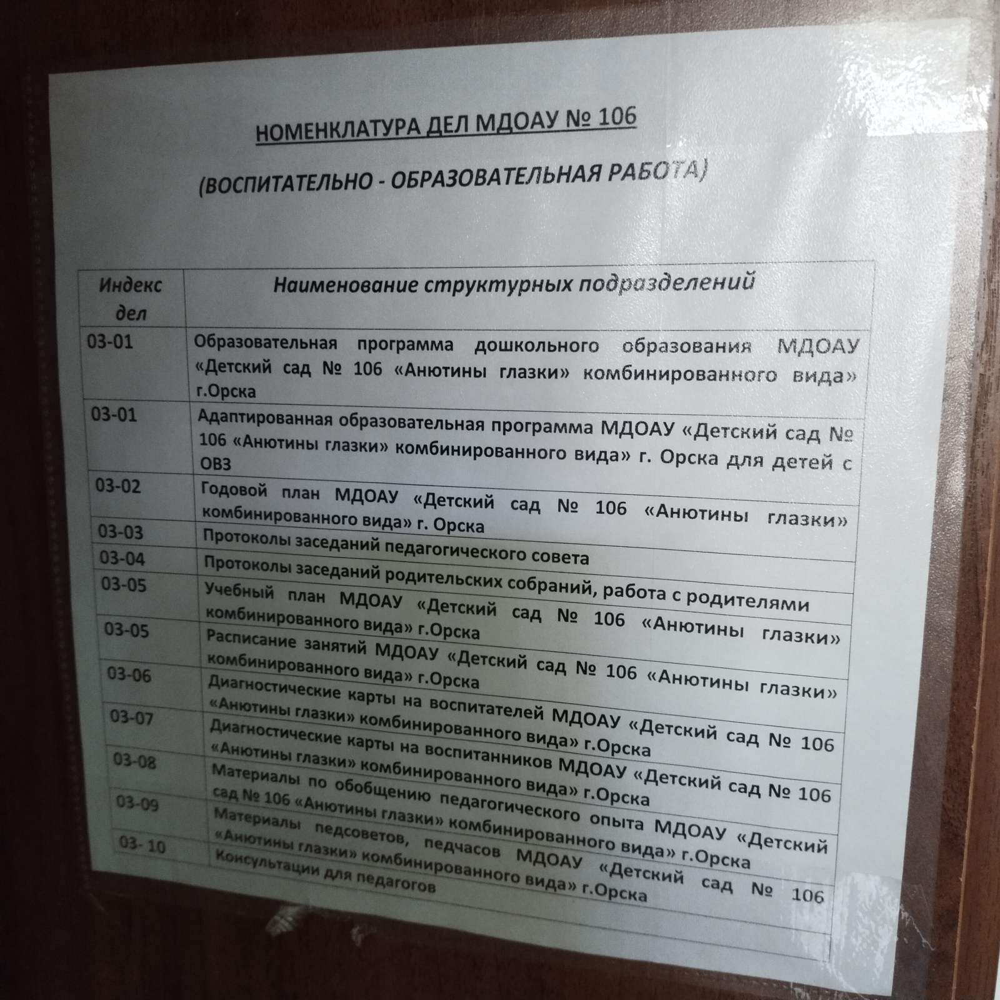 НОМЕНКЛАТУРА ДЕЛ МДОАУ № 106
(ВОСПИТАТЕЛЬНО - ОБРАЗОВАТЕЛЬНАЯ РАБОТА)
Индекс дел
Наименование структурных подразделений
03-01
Образовательная программа дошкольного образования МДОАУ
«Детский сад № 106 «Анютины глазки» комбинированного вида»
г.Орска
03-01
Адаптированная образовательная программа МДОАУ «Детский сад №
106 «Анютины глазки» комбинированного вида» г. Орска для детей с
ОВЗ
03-02
Годовой план МДОАУ «Детский сад № 106 «Анютины глазки»
комбинированного вида» г. Орска
03-03
Протоколы заседаний педагогического совета
03-04
Протоколы заседаний родительских собраний, работа с родителями
03-05
Учебный план МДОАУ «Детский сад № 106 «Анютины глазки»
комбинированного вида» г.Орска
03-05
Расписание занятий МДОАУ «Детский сад № 106 «Анютины глазки»
комбинированного вида» г.Орска
03-06
Диагностические карты на воспитателей МДОАУ «Детский сад № 106
«Анютины глазки» комбинированного вида» г.Орска
03-07
Диагностические карты на воспитанников МДОАУ «Детский сад № 106
«Анютины глазки» комбинированного вида» г.Орска
03-08
Материалы по обобщению педагогического опыта МДОАУ «Детский
сад № 106 «Анютины глазки» комбинированного вида» г.Орска
03-09
Материалы педсоветов, педчасов МДОАУ «Детский сад № 106
«Анютины глазки» комбинированного вида» г.Орска
03- 10
Консультации для педагогов